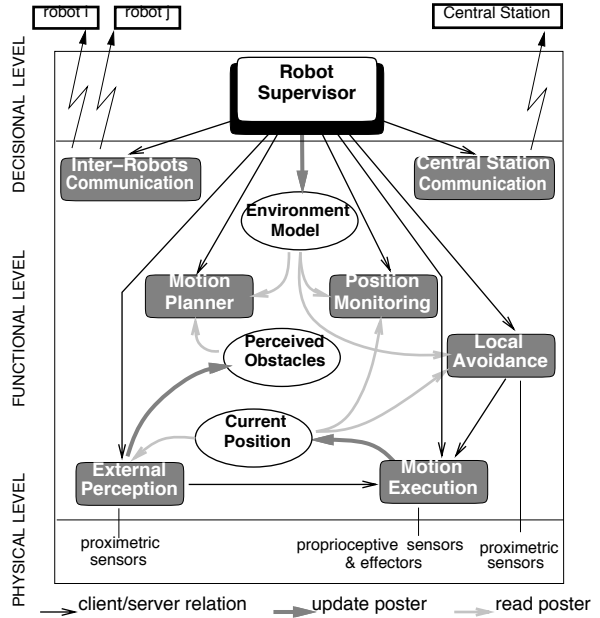 robot i
robot j
Central Station
DECISIONAL LEVEL
Robot
Supervisor
Inter-Robots
Communication
Central Station
Communication
Environment
Model
FUNCTIONAL LEVEL
Motion
Planner
Position
Monitoring
Perceived
Obstacles
Local
Avoidance
Current
Position
External
Perception
Motion
Execution
PHYSICAL LEVEL
proximetric
sensors
proprioceptive sensors
& effectors
proximetric
sensors
client/server relation
update poster
read poster